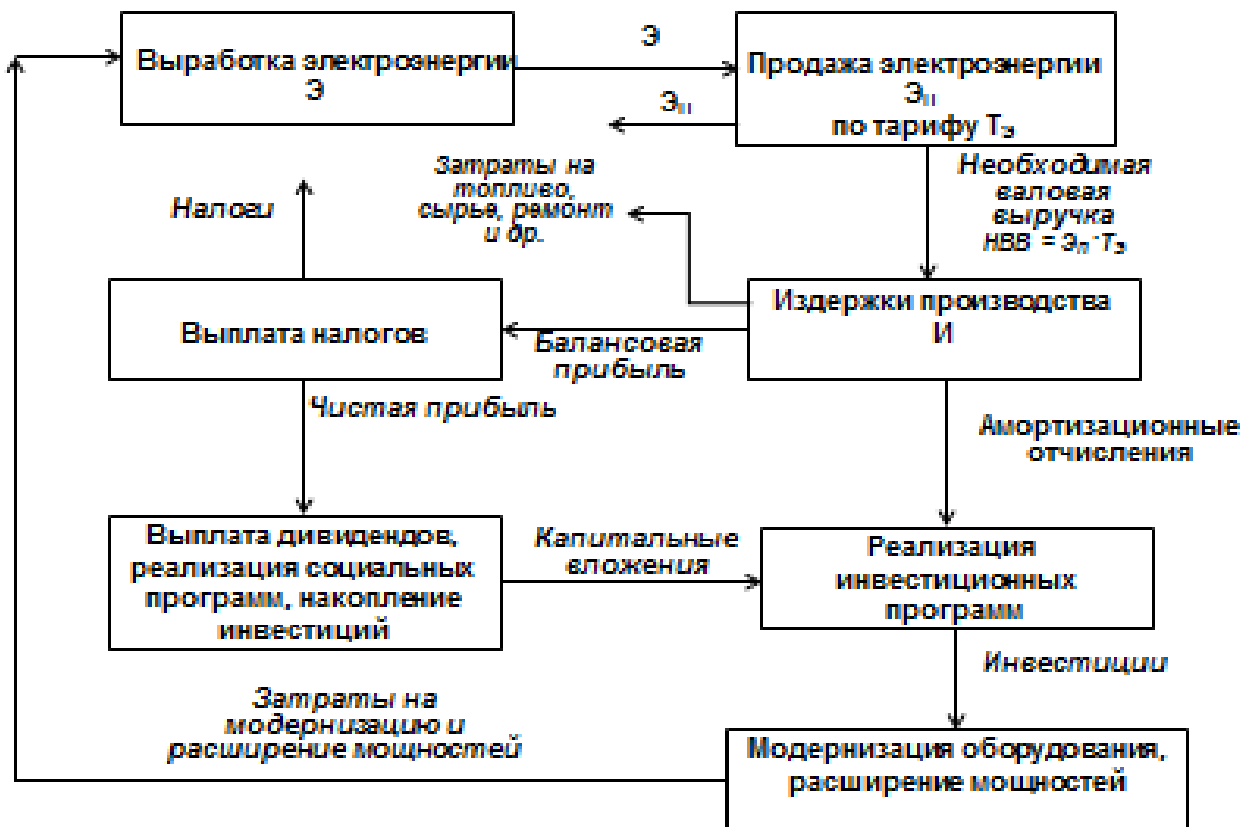 Выработка электроэнергии
Э
Э
Продажа электроэнергии
Эп
по тарифу Тэ
Эп
Необходимая
валовая
выручка
НВВ = Эп·Тэ
Затраты на
топливо,
сырье, ремонт
и др.
Налоги
Издержки производства
И
Выплата налогов
Балансовая
прибыль
Чистая прибыль
Амортизационные
отчисления
Выплата дивидендов,
реализация социальных
программ, накопление
инвестиций
Капитальные
вложения
Реализация
инвестиционных
программ
Инвестиции
Затраты на
модернизацию и
расширение мощностей
Модернизация оборудования,
расширение мощностей